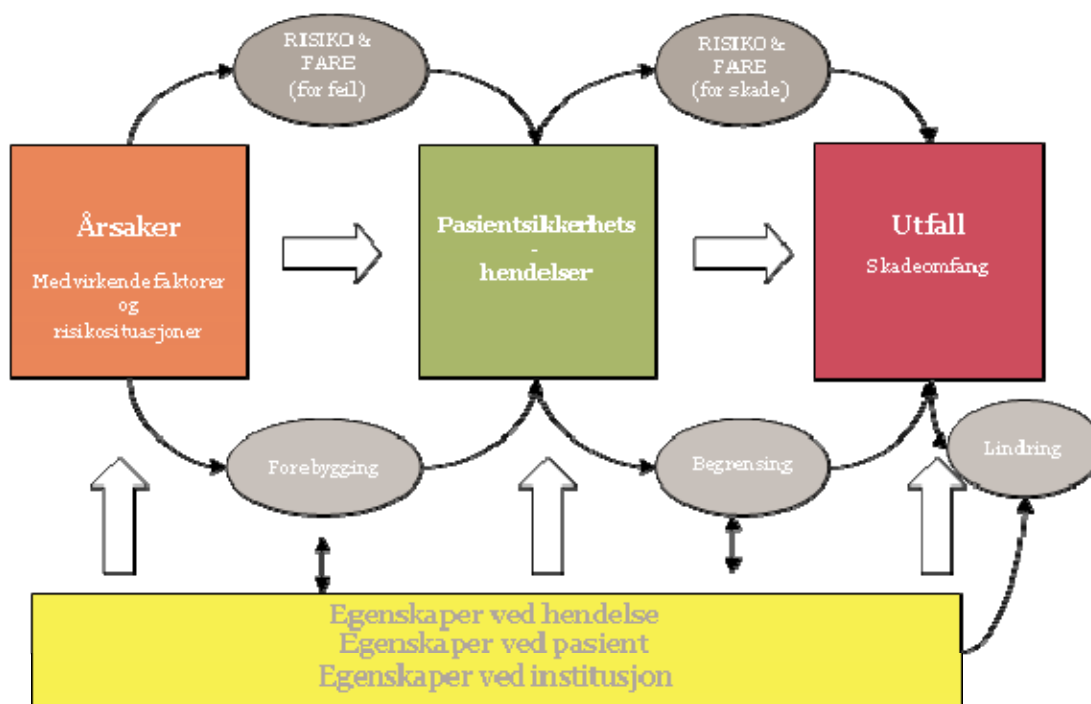 RISIKO &
FARE
(for feil)
RISIKO &
FARE
(for skade)
Årsaker
Medvirkende faktorer
og
risikosituasjoner
Pasientsikkerhets
-
hendelser
Utfall
Skadeomfang
Forebygging
Begrensing
Lindring
Egenskaper ved hendelse
Egenskaper ved pasient
Egenskaper ved institusjon